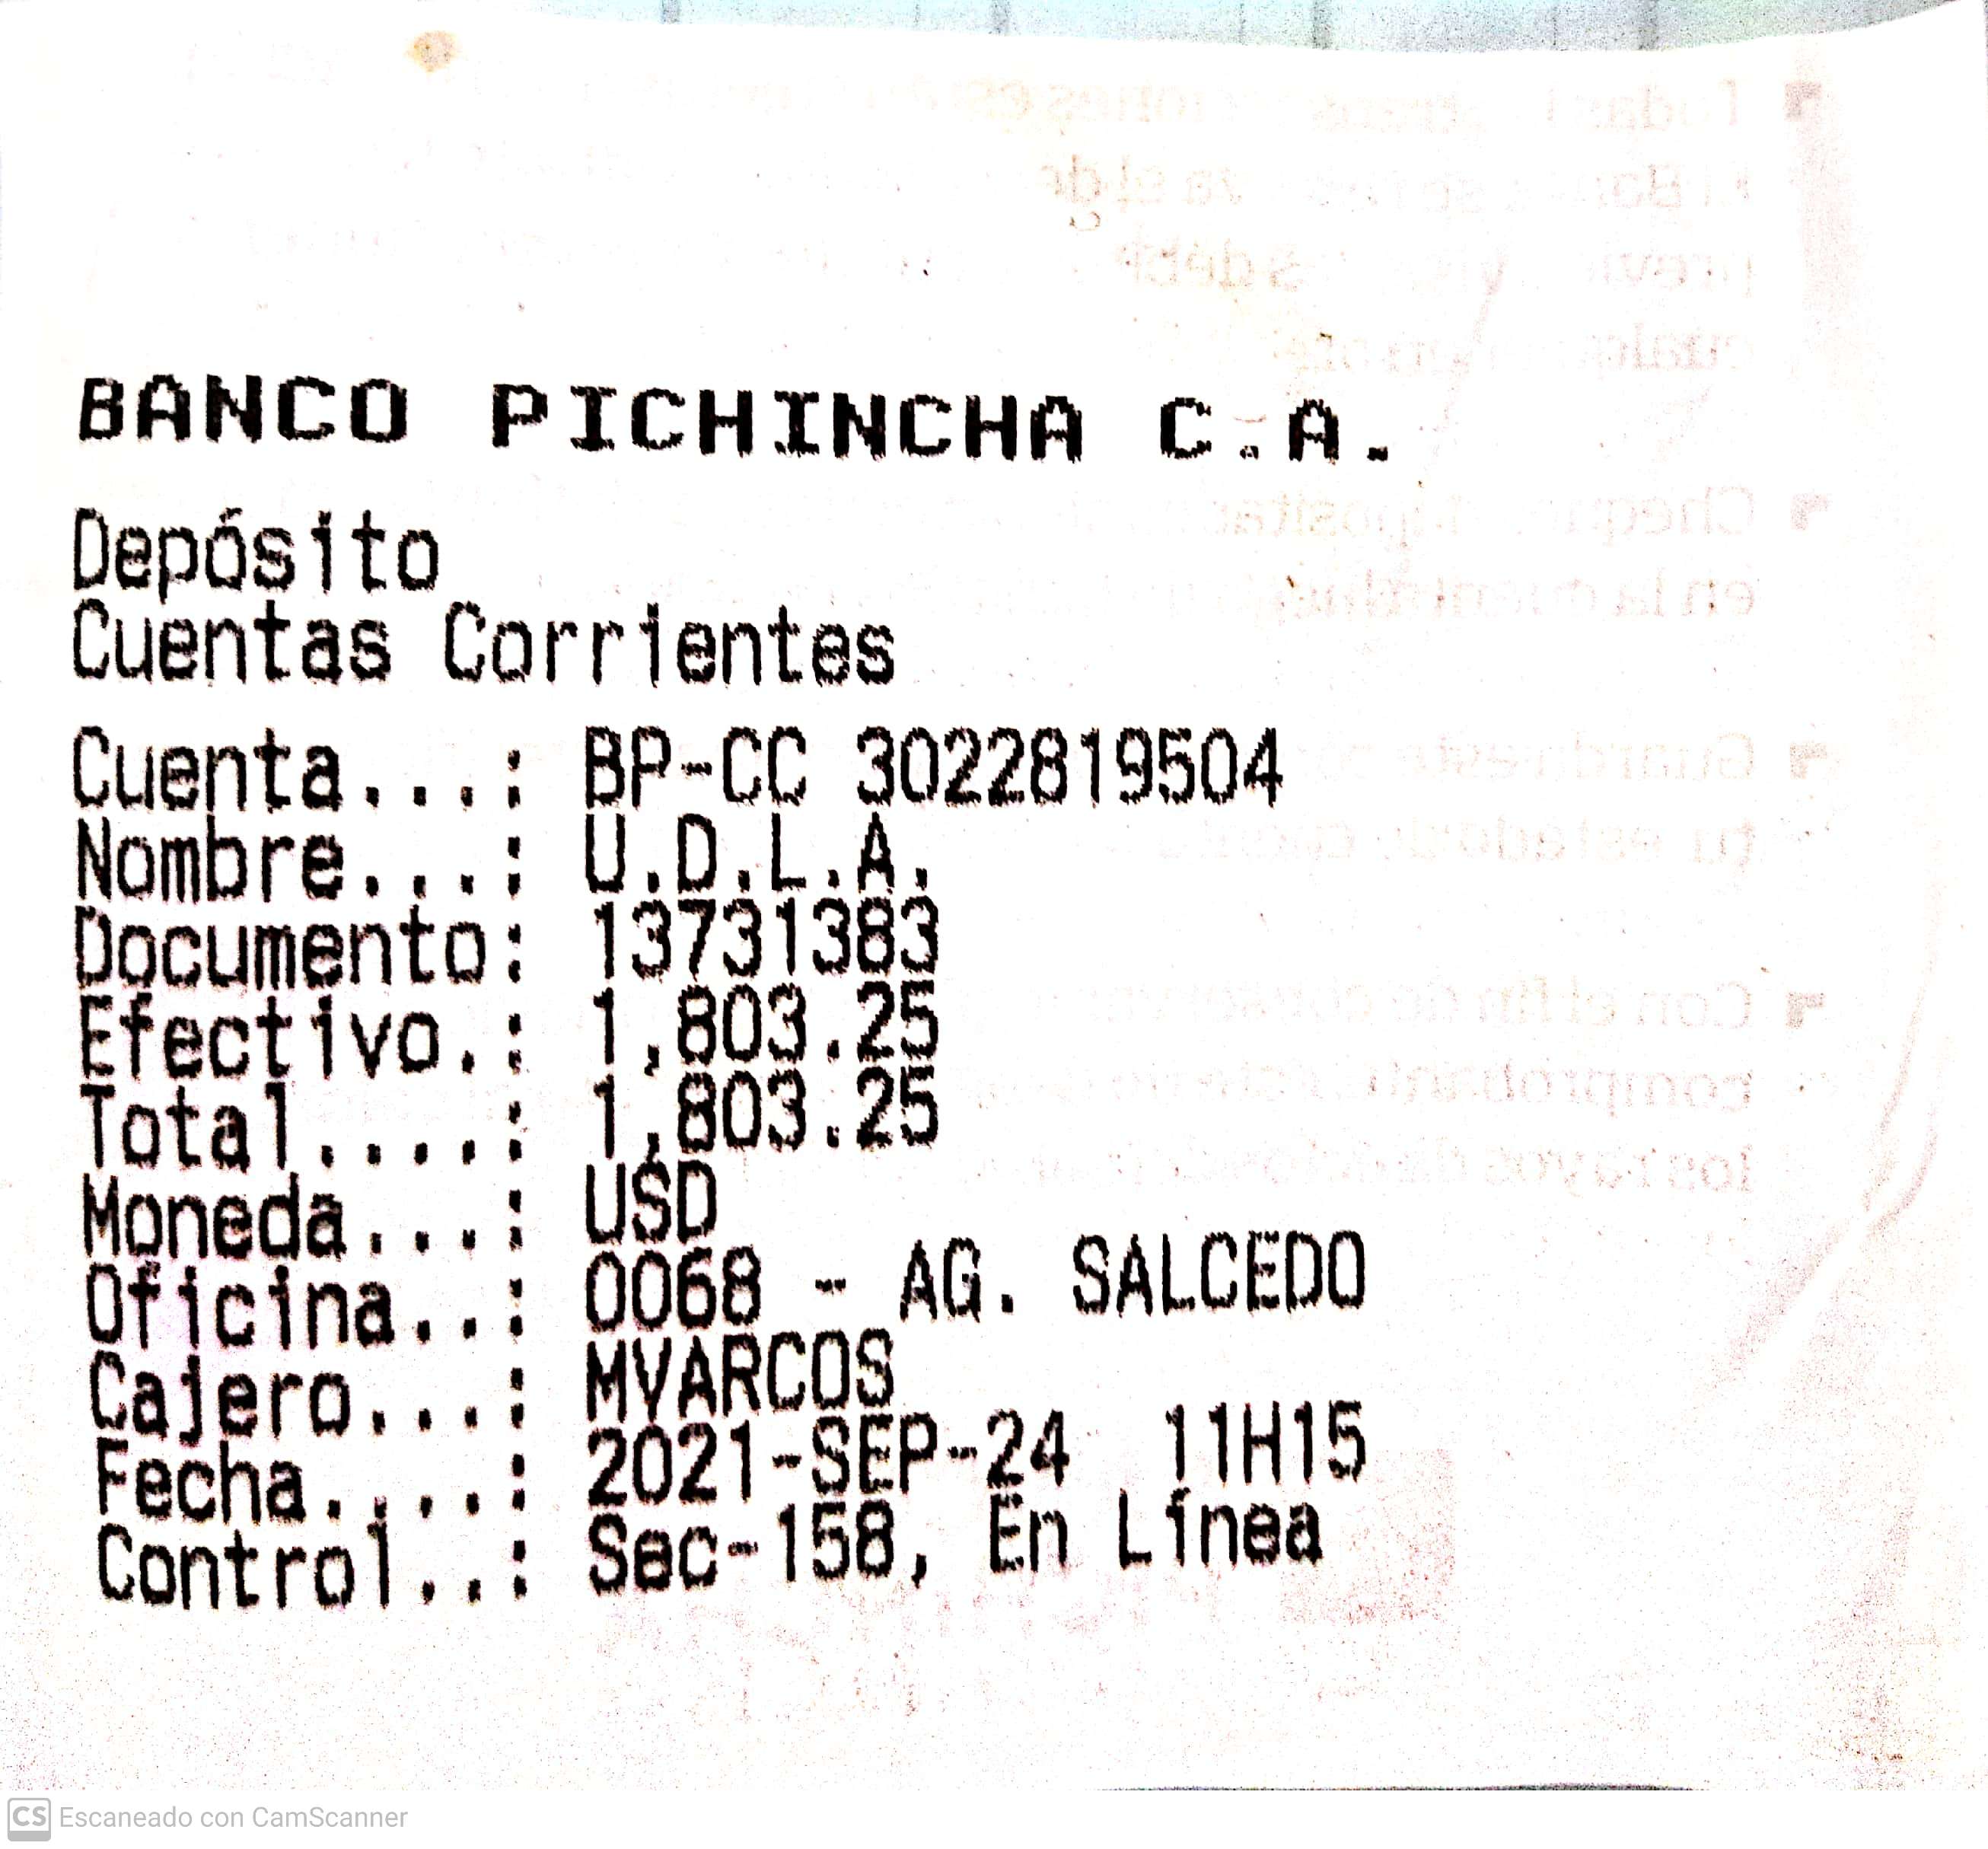 BANCO PICHINCHA C.A.
Depósito
Cuentas Corrientes
Cuenta...: BP-CC 3022819504
Nombre...: U.D.L.A.
Documento: 13731383
Efectivo.: 1,803.25
Total....: 1,803.25
Moneda...: USD
Oficina..: 0068 - AG. SALCEDO
Cajero...: MVARCOS
Fecha....: 2021-SEP-24 11H15
Control..: Sec-158, En Línea
CS Escaneado con CamScanner